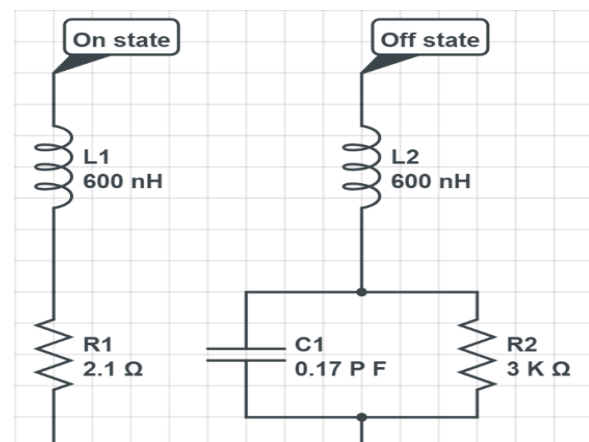 On state
Off state
L1
600 nH
L2
600 nH
R1
2.1 Ω
C1
0.17 P F
R2
3 K Ω